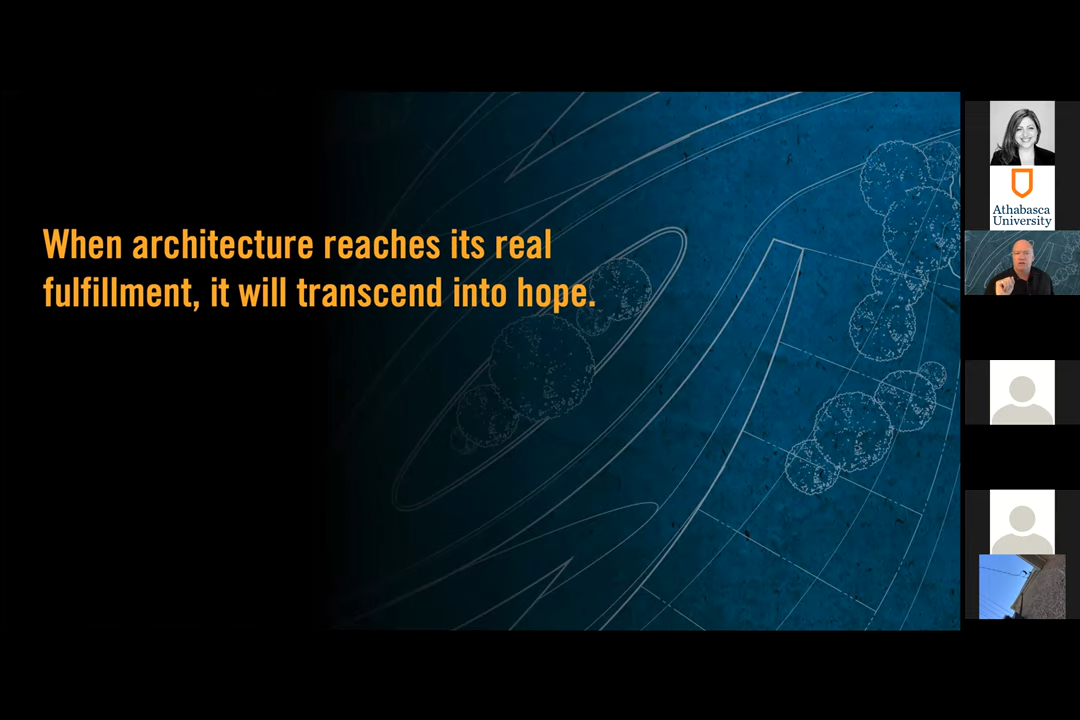 When architecture reaches its real
fulfillment, it will transcend into hope.
Athabasca
University